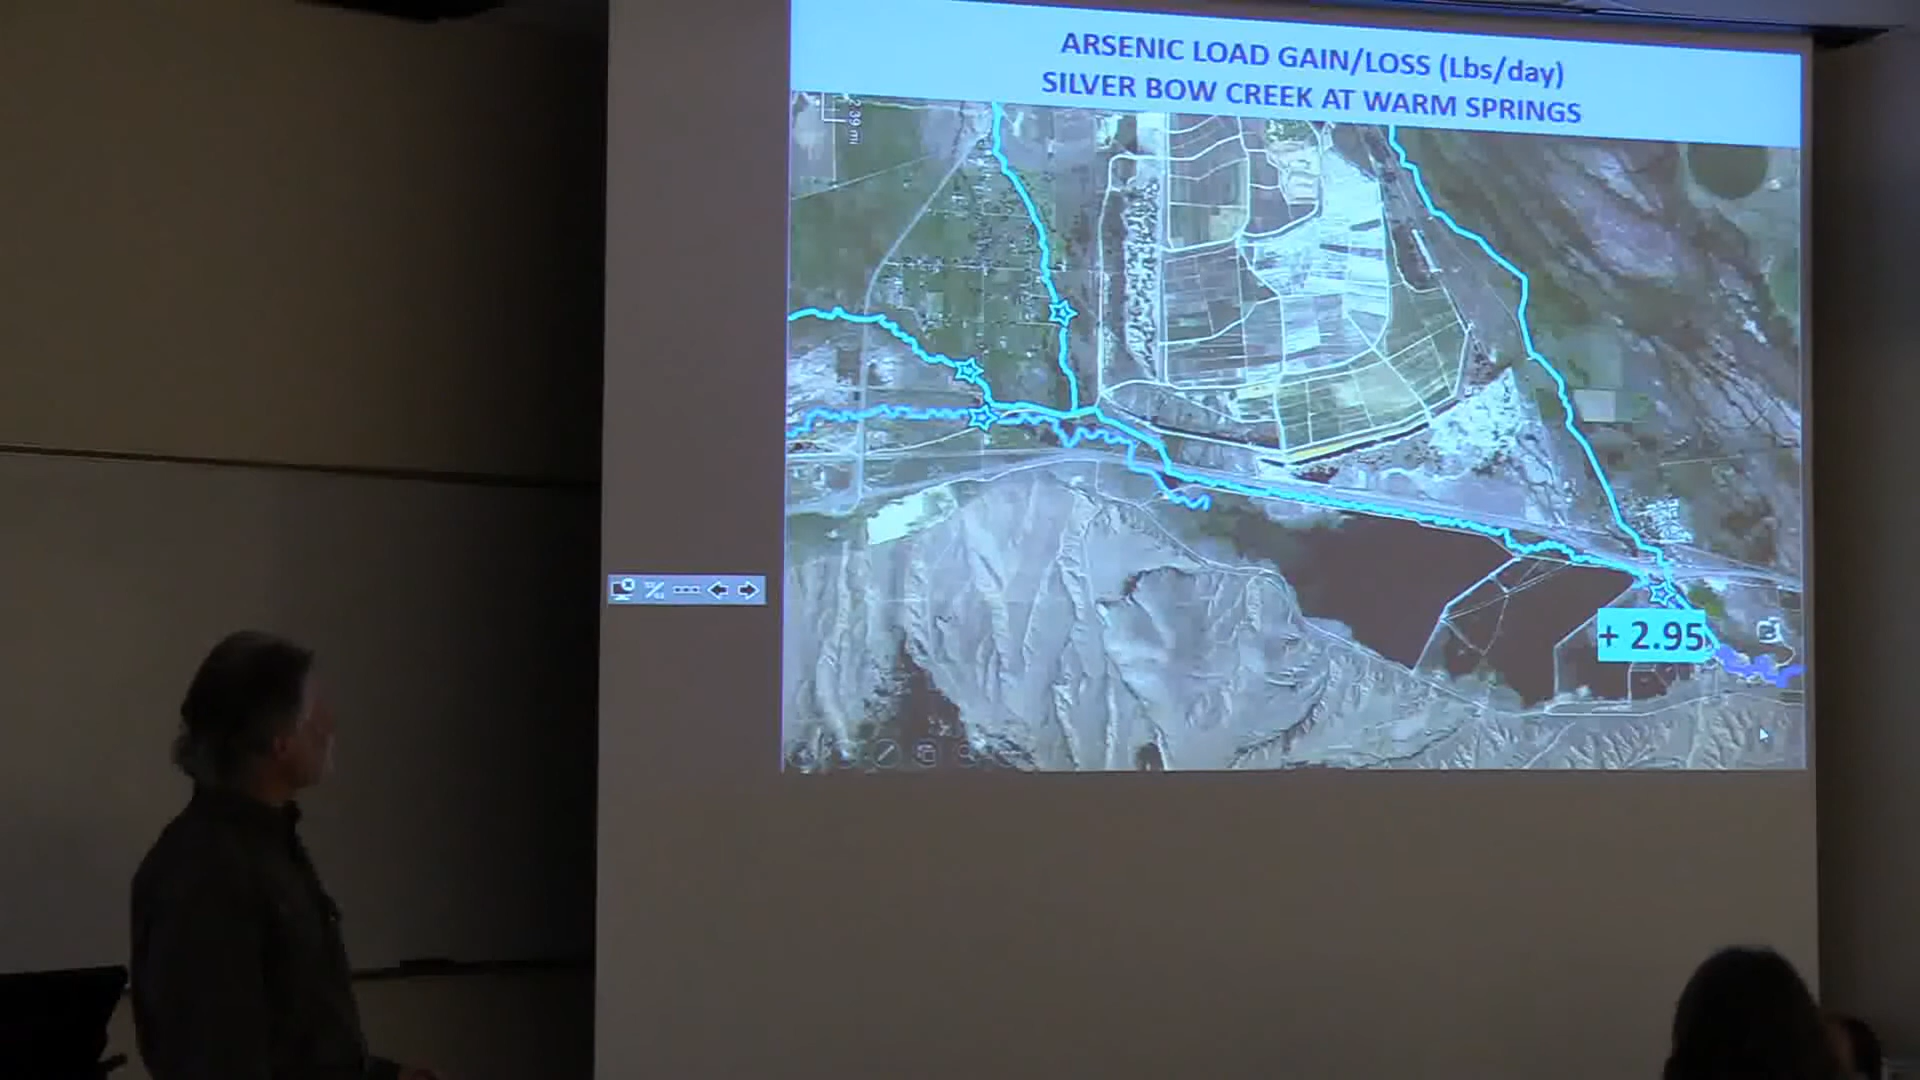 ARSENIC LOAD GAIN/LOSS (Lbs/day)
SILVER BOW CREEK AT WARM SPRINGS
+ 2.95